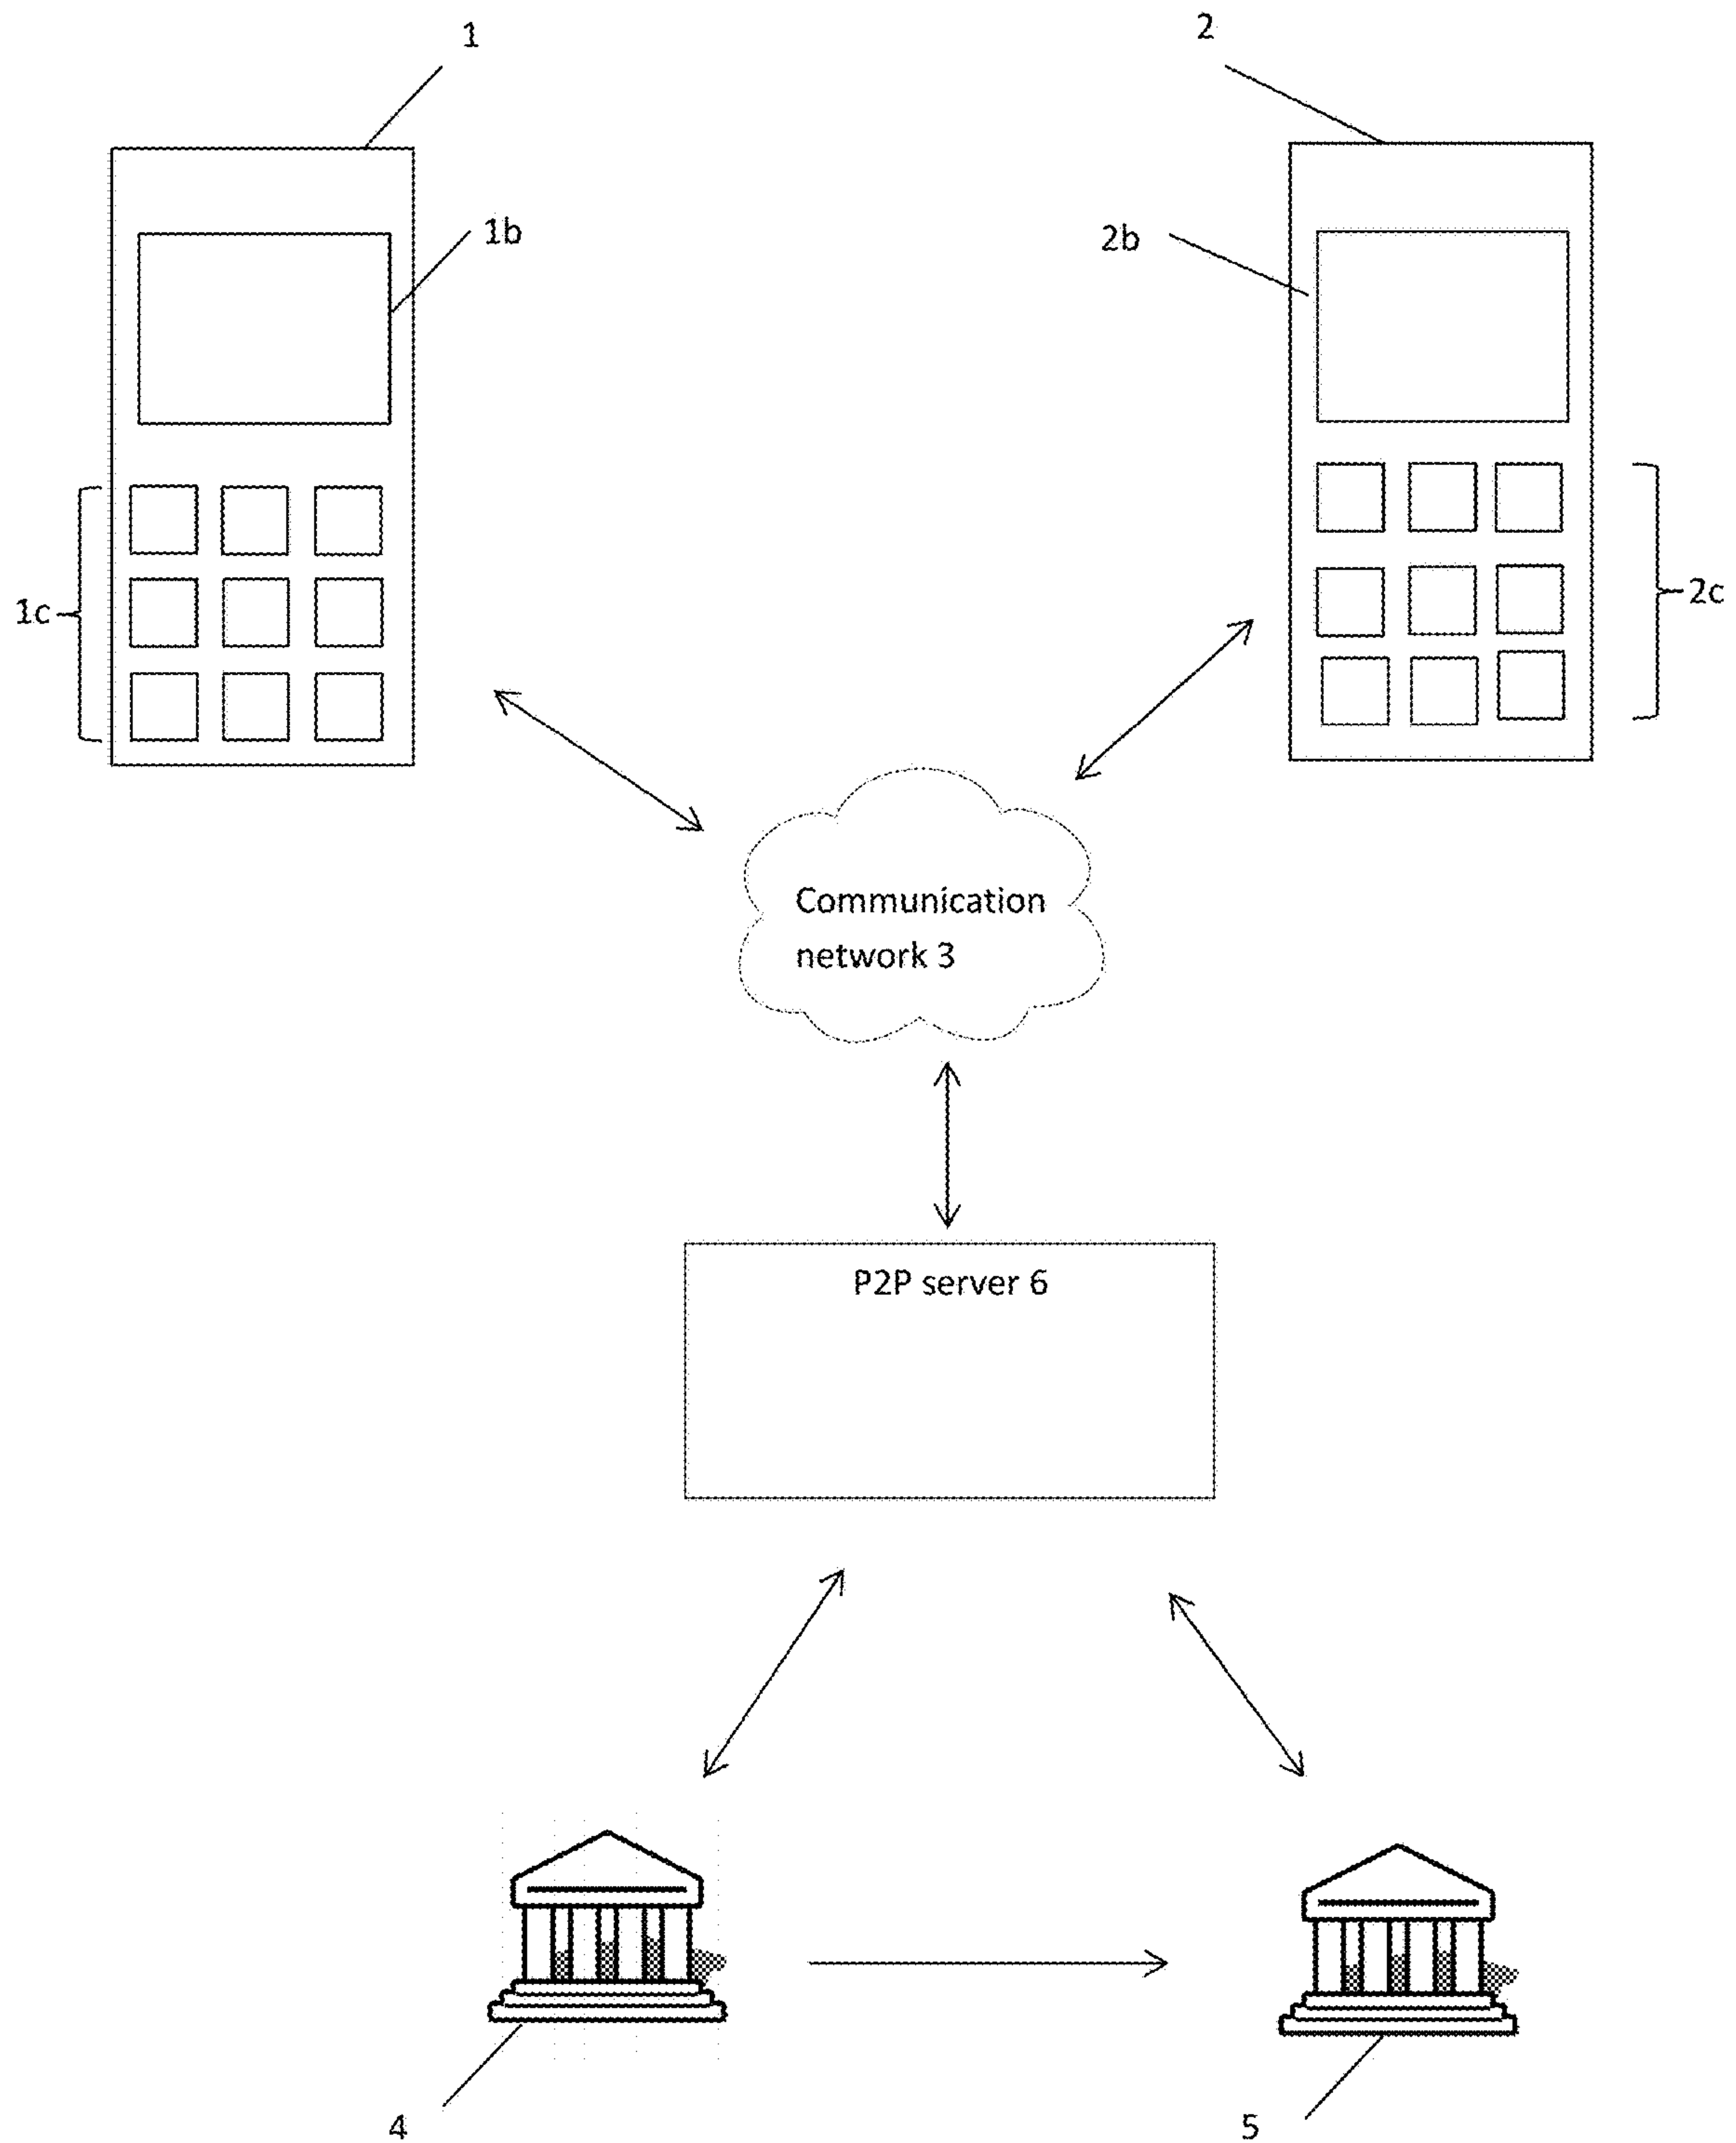 1
2
1b
2b
1c
2c
Communication
network 3
P2P server 6
4
5